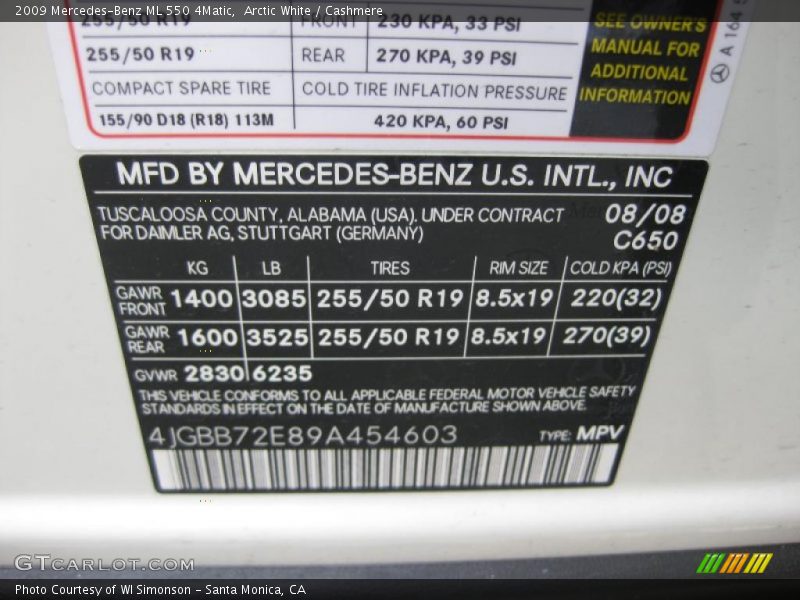 2009 Mercedes-Benz ML 550 4Matic,  Arctic White / Cashmere
255/50 R19 FRONT 230 KPA, 33 PSI
255/50 R19 REAR 270 KPA, 39 PSI
COMPACT SPARE TIRE COLD TIRE INFLATION PRESSURE
155/90 D18 (R18) 113M 420 KPA, 60 PSI
SEE OWNER'S
MANUAL FOR
ADDITIONAL
INFORMATION
A 164 5
MFD BY MERCEDES-BENZ U.S. INTL., INC
TUSCALOOSA COUNTY, ALABAMA (USA). UNDER CONTRACT 08/08
FOR DAIMLER AG, STUTTGART (GERMANY) C650
KG LB TIRES RIM SIZE COLD KPA (PSI)
GAWR FRONT 1400 3085 255/50 R19 8.5x19 220(32)
GAWR REAR 1600 3525 255/50 R19 8.5x19 270(39)
GVWR 2830 6235
THIS VEHICLE CONFORMS TO ALL APPLICABLE FEDERAL MOTOR VEHICLE SAFETY
STANDARDS IN EFFECT ON THE DATE OF MANUFACTURE SHOWN ABOVE.
4JGBB72E89A454603 TYPE: MPV
GTCARLOT.COM
Photo Courtesy of WI Simonson - Santa Monica, CA